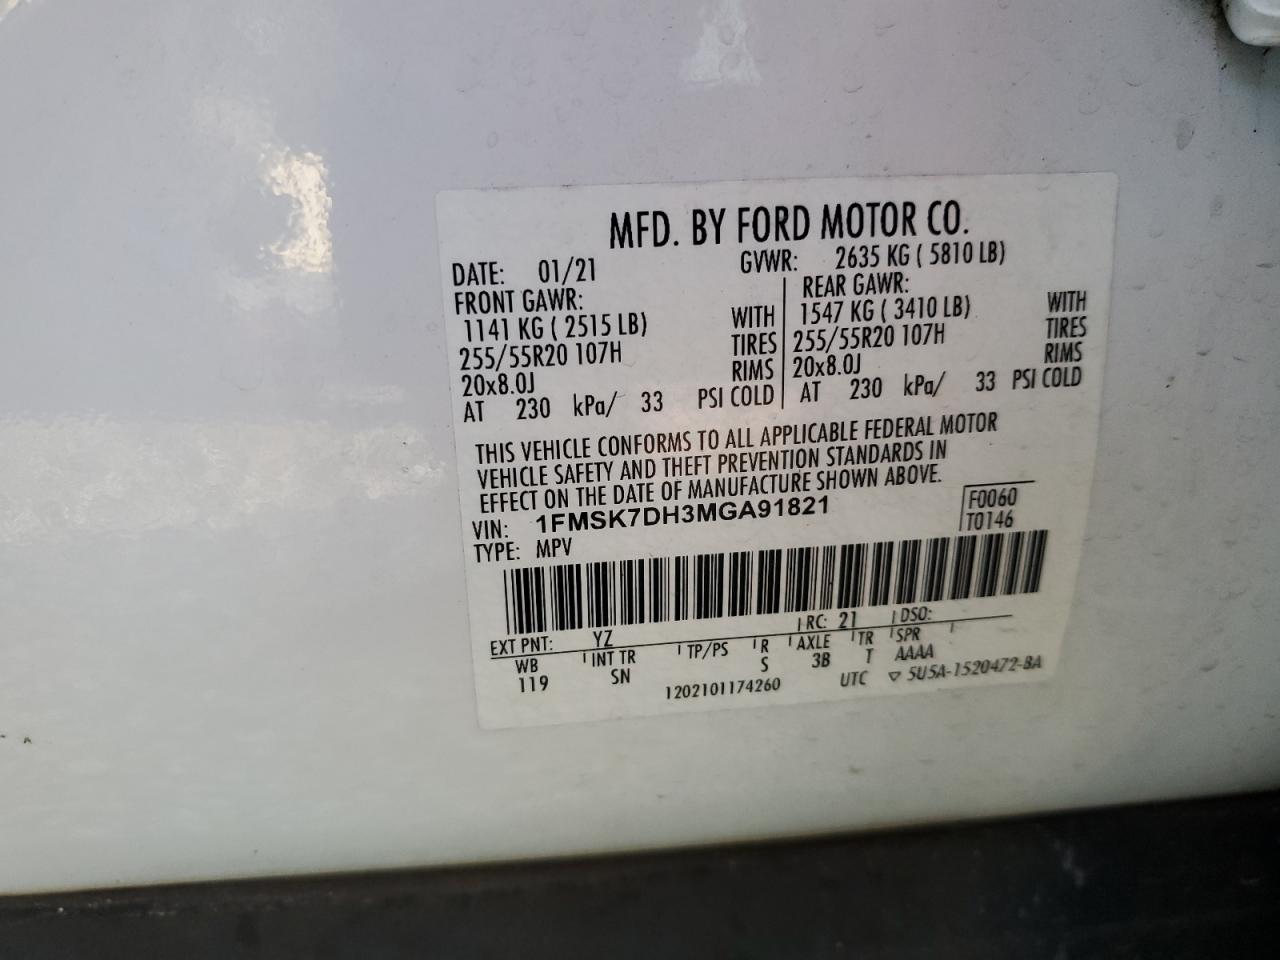 MFD. BY FORD MOTOR CO.
DATE: 01/21 GVWR: 2635 KG ( 5810 LB)
FRONT GAWR: REAR GAWR:
1141 KG ( 2515 LB) WITH 1547 KG ( 3410 LB) WITH
255/55R20 107H TIRES 255/55R20 107H TIRES
20x8.0J RIMS 20x8.0J RIMS
AT 230 kPa/ 33 PSI COLD AT 230 kPa/ 33 PSI COLD
THIS VEHICLE CONFORMS TO ALL APPLICABLE FEDERAL MOTOR
VEHICLE SAFETY AND THEFT PREVENTION STANDARDS IN
EFFECT ON THE DATE OF MANUFACTURE SHOWN ABOVE.
VIN: 1FMSK7DH3MGA91821 F0060
TYPE: MPV T0146
EXT PNT: YZ RC: 21 DSO:
WB INT TR TP/PS R AXLE TR SPR
119 SN S 3B T AAAA
1202101174260 UTC ▽ 5U5A-1520472-BA